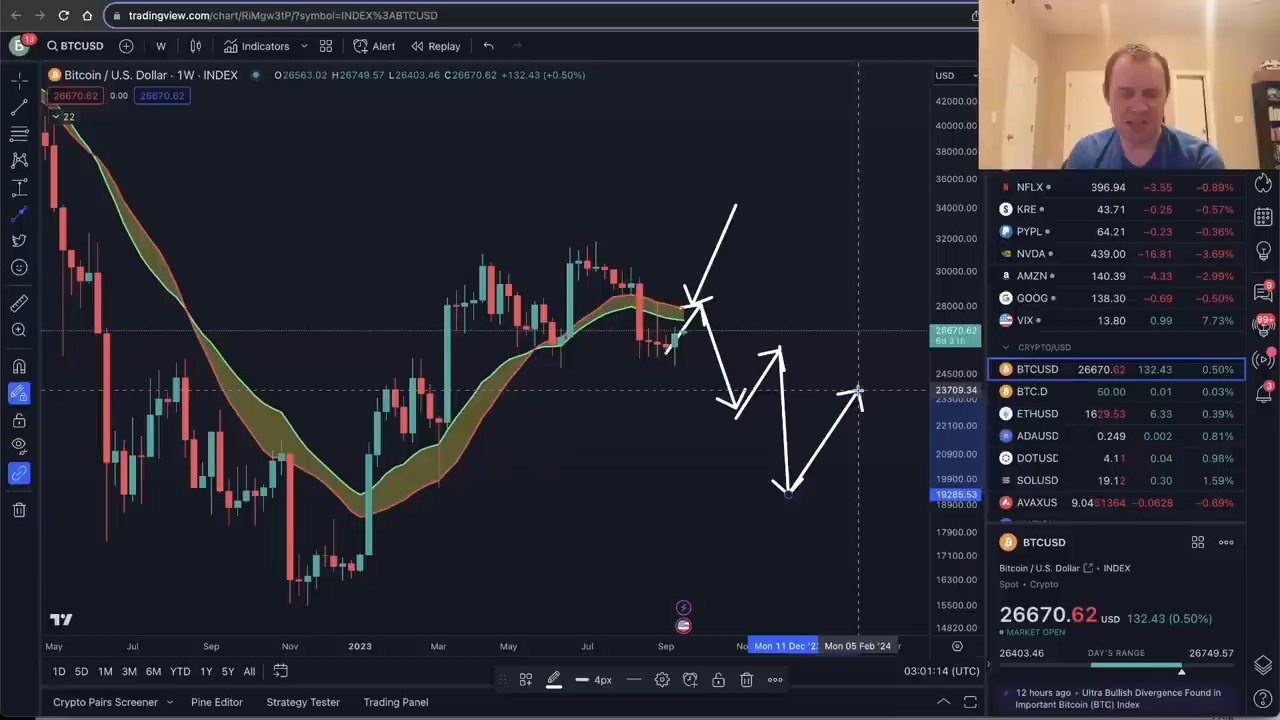 tradingview.com/chart/RiMgw3tP/?symbol=INDEX%3ABTCUSD
B 13 BTCUSD W Indicators Alert Replay
Bitcoin / U.S. Dollar · 1W · INDEX O26563.02 H26749.57 L26403.46 C26670.62 +132.43 (+0.50%) USD
26670.62 0.00 26670.62
22
42000.00
40000.00
38000.00
36000.00
34000.00
32000.00
30000.00
28000.00
26670.62
6d 21h
24500.00
23709.34
23300.00
22100.00
20900.00
19900.00
19285.53
18900.00
17900.00
17100.00
16300.00
15500.00
14820.00
May Jul Sep Nov 2023 Mar May Jul Sep Mon 11 Dec '23 Mon 05 Feb '24
1D 5D 1M 3M 6M YTD 1Y 5Y All 4px 03:01:14 (UTC)
Crypto Pairs Screener Pine Editor Strategy Tester Trading Panel
NFLX 396.94 −3.55 −0.89%
KRE 43.71 −0.25 −0.57%
PYPL 64.21 −0.23 −0.36%
NVDA 439.00 −16.81 −3.69%
AMZN 140.39 −4.33 −2.99%
GOOG 138.30 −0.69 −0.50%
VIX 13.80 0.99 7.73%
CRYPTO/USD
BTCUSD 26670.62 132.43 0.50%
BTC.D 50.00 0.01 0.03%
ETHUSD 1629.53 6.33 0.39%
ADAUSD 0.249 0.002 0.81%
DOTUSD 4.11 0.04 0.98%
SOLUSD 19.12 0.30 1.59%
AVAXUS 9.0461364 −0.0628 −0.69%
BTCUSD
Bitcoin / U.S. Dollar • INDEX
Spot • Crypto
26670.62 USD 132.43 (0.50%)
MARKET OPEN
26403.46 DAY'S RANGE 26749.57
12 hours ago • Ultra Bullish Divergence Found in
Important Bitcoin (BTC) Index
9
99+
3